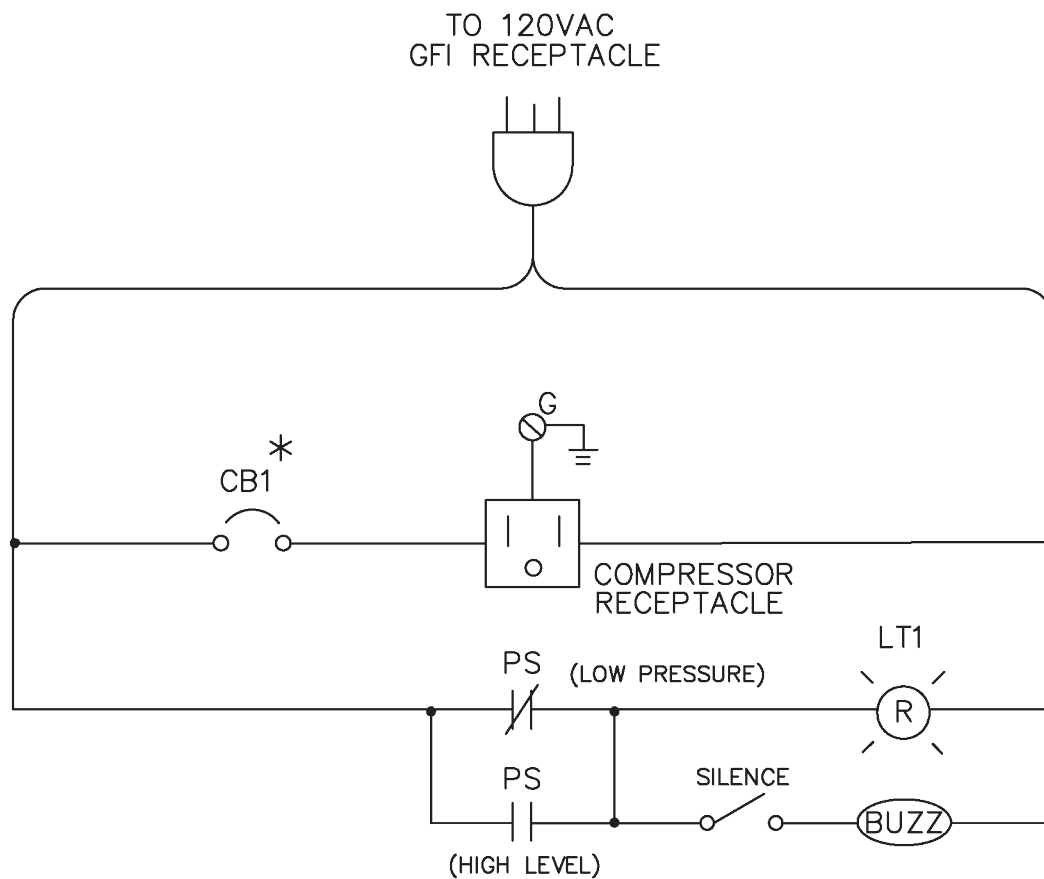 TO 120VAC
GFI RECEPTACLE
G
CB1*
COMPRESSOR
RECEPTACLE
LT1
PS
(LOW PRESSURE)
R
PS
SILENCE
BUZZ
(HIGH LEVEL)